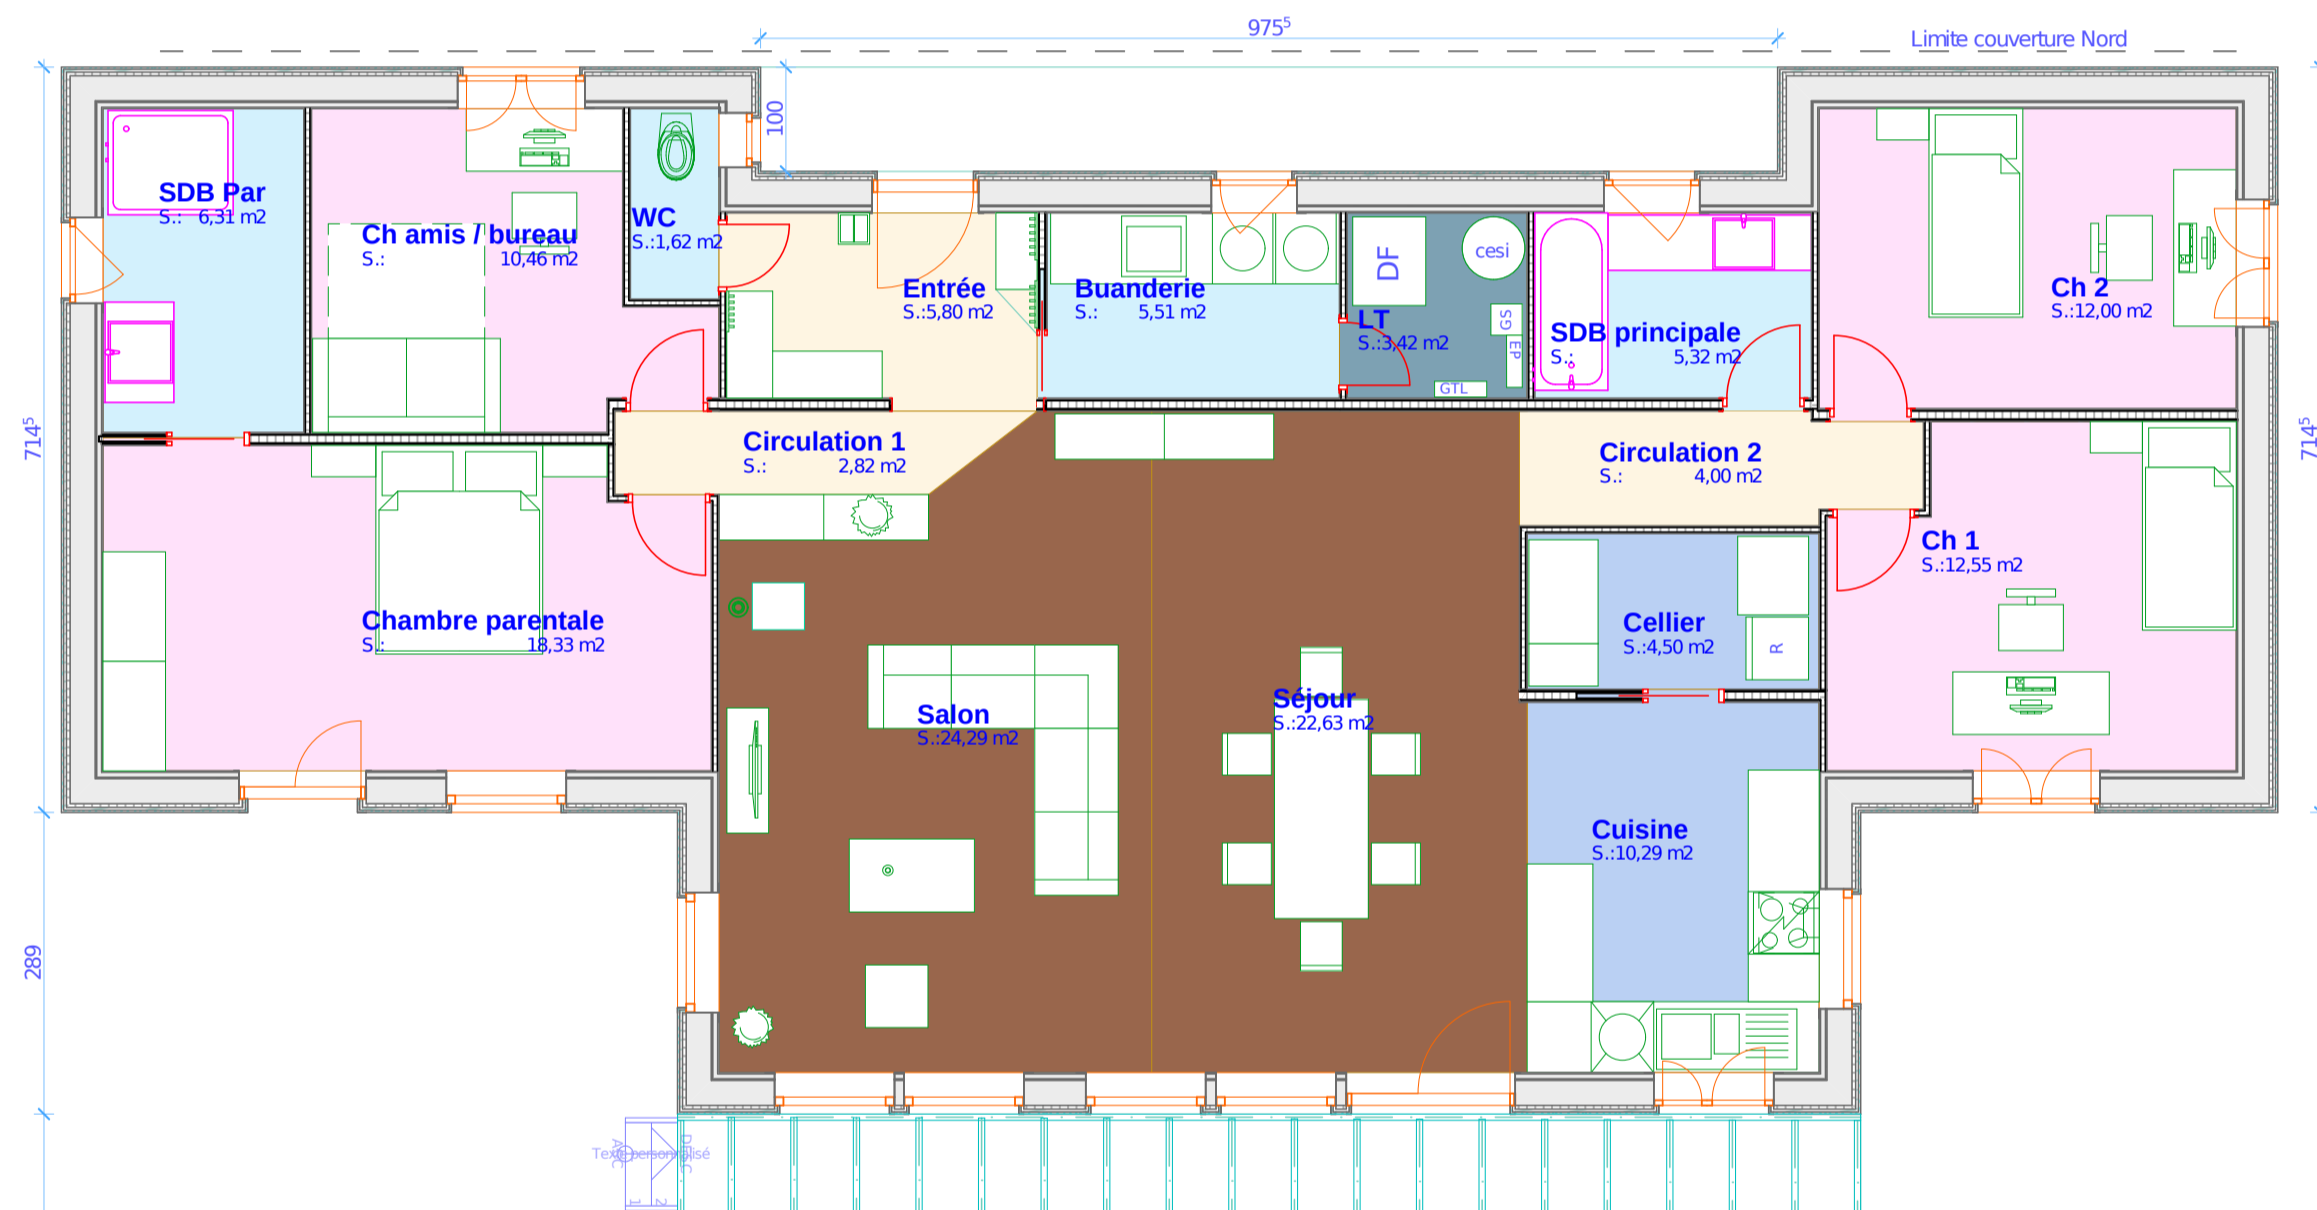 975⁵
Limite couverture Nord
100
SDB Par
S.: 6,31 m2
Ch amis / bureau
S.: 10,46 m2
WC
S.:1,62 m2
Entrée
S.:5,80 m2
Buanderie
S.: 5,51 m2
DF
cesi
GS
EP
LT
S.:3,42 m2
GTL
SDB principale
S.: 5,32 m2
Ch 2
S.:12,00 m2
714⁵
714⁵
Circulation 1
S.: 2,82 m2
Circulation 2
S.: 4,00 m2
Ch 1
S.:12,55 m2
Chambre parentale
S.: 18,33 m2
Cellier
S.:4,50 m2
R
Salon
S.:24,29 m2
Séjour
S.:22,63 m2
Cuisine
S.:10,29 m2
289
Texte personnalisé
1
2